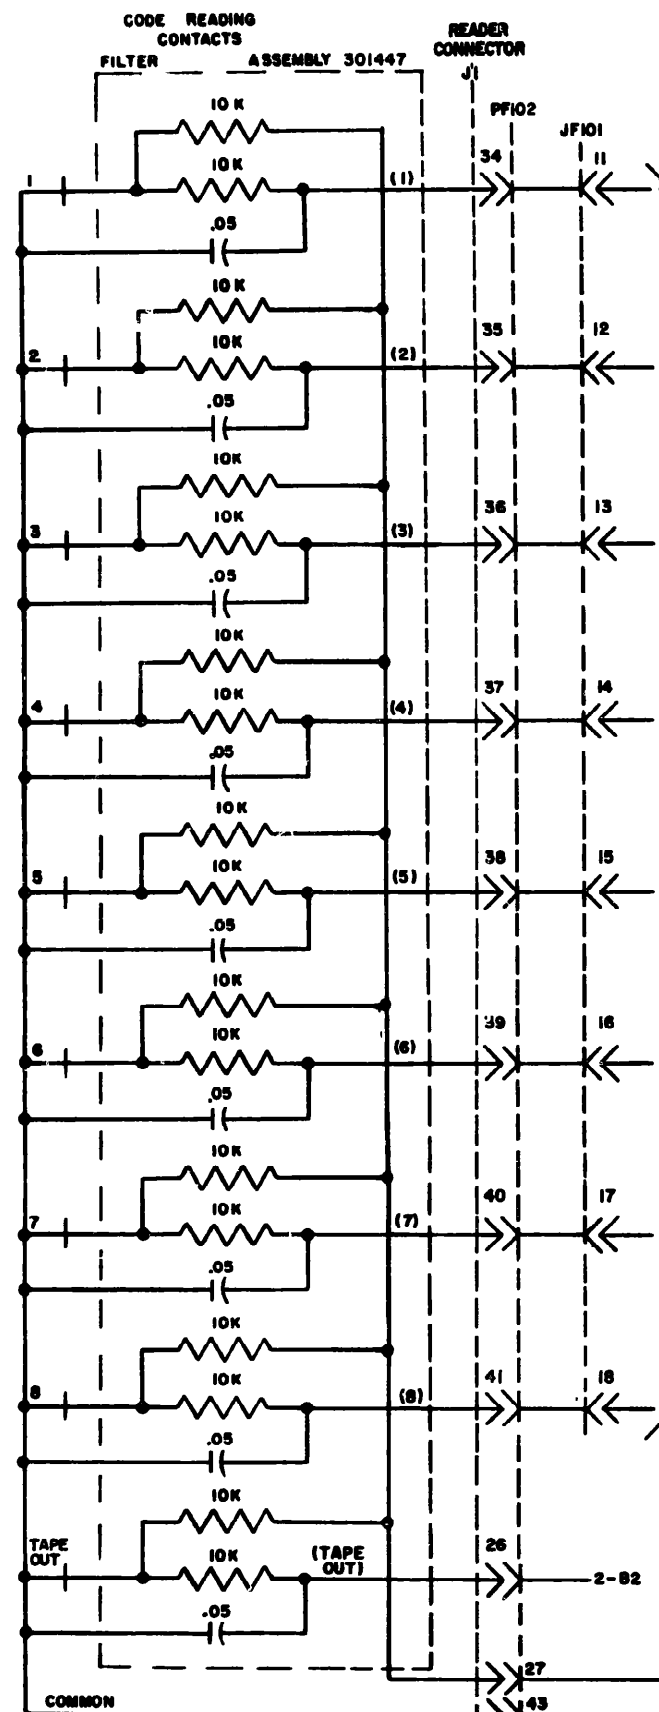 CODE READING
CONTACTS
READER
CONNECTOR
J1
FILTER ASSEMBLY 301447
PF102
JF101
10K
1 10K (1) 34 11
.05
10K
2 10K (2) 35 12
.05
10K
3 10K (3) 36 13
.05
10K
4 10K (4) 37 14
.05
10K
5 10K (5) 38 15
.05
10K
6 10K (6) 39 16
.05
10K
7 10K (7) 40 17
.05
10K
8 10K (8) 41 18
.05
10K
TAPE
OUT 10K (TAPE
OUT) 26
2-82
.05
27
COMMON 43